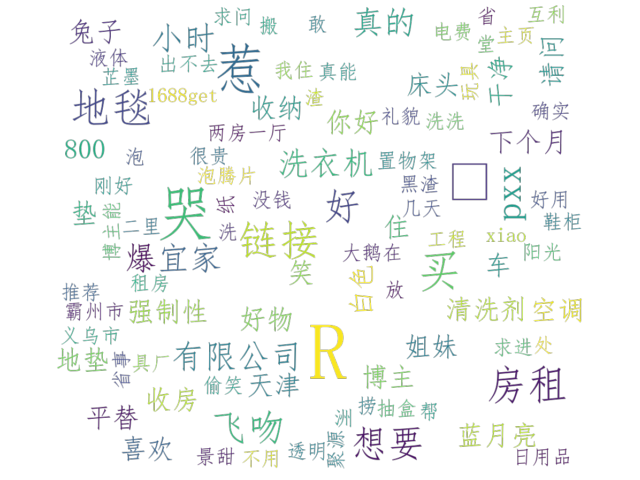 兔子
小时
求问
搬
敢
真的
电费
省
堂
主页
互利
请问
液体
芷墨
出不去
惹
我住
真能
床头
玩具
干净
地毯
1688get
收纳
渣
你好
礼貌
洗洗
确实
两房一厅
下个月
800
泡
很贵
泡腾片
洗衣机
置物架
黑渣
□
pxx
好用
刚好
纸
没钱
好
几天
鞋柜
垫
博主能
二里
哭
洗
链接
住
工程
xiao
爆
宜家
笑
大鹅在
买
车
阳光
租房
白色
放
推荐
霸州市
强制性
好物
清洗剂
空调
义乌市
地垫
省事
具厂
有限公司
R
姐妹
求进
处
偷笑
天津
博主
房租
收房
平替
飞吻
洲
捞
抽盒
帮
喜欢
景甜
不用
透明
聚源
想要
蓝月亮
日用品